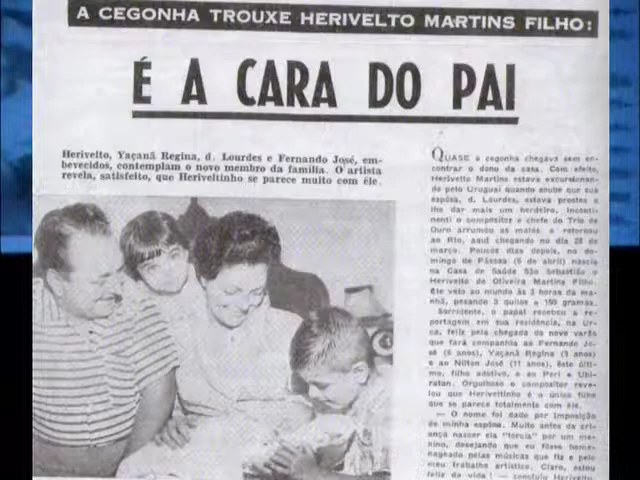 A CEGONHA TROUXE HERIVELTO MARTINS FILHO:
É A CARA DO PAI
Herivelto, Yaçanã Regina, d. Lourdes e Fernando José, em-
bevecidos, contemplam o novo membro da família. O artista
revela, satisfeito, que Heriveltinho se parece muito com éle.
QUASE a cegonha chegava sem en-
contrar o dono da casa. Com efeito,
Herivelto Martins estava excursionan-
do pelo Uruguai quando soube que sua
espôsa, d. Lourdes, estava prestes a
lhe dar mais um herdeiro. Inconti-
nenti o compositor e chefe do Trio de
Ouro arrumou as malas e retornou
ao Rio, aqui chegando no dia 28 de
março. Poucos dias depois, no do-
mingo de Páscoa (6 de abril) nascia
na Casa de Saúde São Sebastião o
Herivelto de Oliveira Martins Filho.
Éle veio ao mundo às 3 horas da ma-
nhã, pesando 3 quilos e 150 gramas.
Sorridente, o papai recebeu a re-
portagem em sua residência, na Ur-
ca, feliz pela chegada do novo varão
que fará companhia ao Fernando Jo-
sé (6 anos), Yaçanã Regina (3 anos)
e ao Nilton José (11 anos), êste últi-
mo, filho adotivo, e ao Peri e Ubi-
ratan. Orgulhoso o compositor reve-
lou que Heriveltinho é o único filho
que se parece totalmente com êle.
— O nome foi dado por imposição
de minha espôsa. Muito antes da cri-
ança nascer ela "torcia" por um me-
nino, desejando que eu fôsse home-
nageado pelas músicas que fiz e pelo
meu trabalho artístico. Claro, estou
feliz da vida! — concluiu Herivelto.